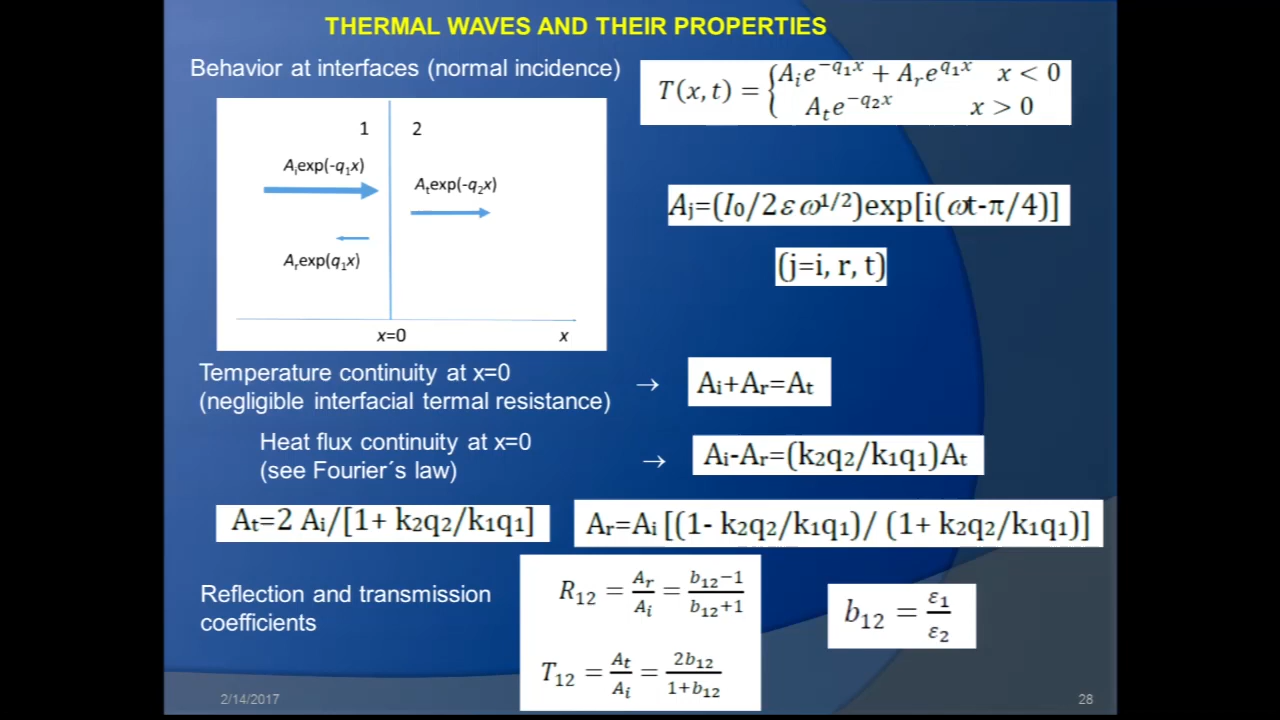 THERMAL WAVES AND THEIR PROPERTIES
Behavior at interfaces (normal incidence)
T(x, t) = { Aᵢe^{−q₁x} + Aᵣe^{q₁x}   x < 0
Aₜe^{−q₂x}   x > 0
1 2
Aᵢexp(-q₁x)
Aₜexp(-q₂x)
Aᵣexp(q₁x)
x=0 x
Aⱼ=(I₀/2ε ω^{1/2})exp[i(ωt-π/4)]
(j=i, r, t)
Temperature continuity at x=0
(negligible interfacial termal resistance)
→ Aᵢ+Aᵣ=Aₜ
Heat flux continuity at x=0
(see Fourier´s law)
→ Aᵢ-Aᵣ=(k₂q₂/k₁q₁)Aₜ
Aₜ=2 Aᵢ/[1+ k₂q₂/k₁q₁]
Aᵣ=Aᵢ [(1- k₂q₂/k₁q₁)/ (1+ k₂q₂/k₁q₁)]
Reflection and transmission
coefficients
R₁₂ = Aᵣ/Aᵢ = (b₁₂−1)/(b₁₂+1)
T₁₂ = Aₜ/Aᵢ = 2b₁₂/(1+b₁₂)
b₁₂ = ε₁/ε₂
2/14/2017
28